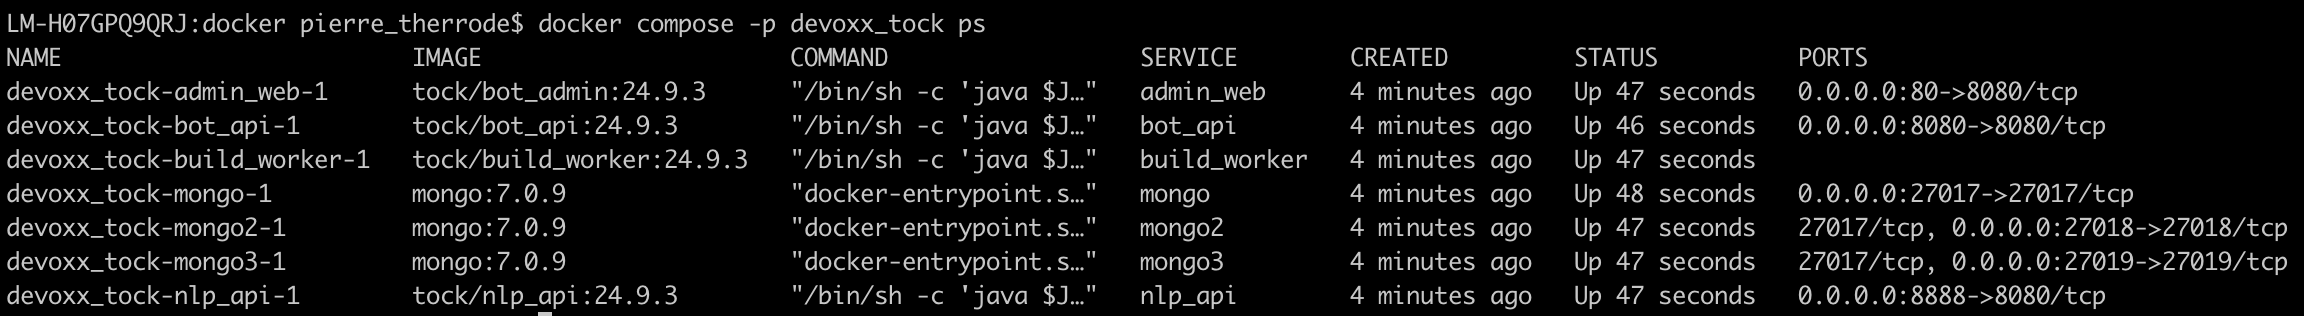 LM-H07GPQ9QRJ:docker pierre_therrode$ docker compose -p devoxx_tock ps
NAME IMAGE COMMAND SERVICE CREATED STATUS PORTS
devoxx_tock-admin_web-1 tock/bot_admin:24.9.3 "/bin/sh -c 'java $J…" admin_web 4 minutes ago Up 47 seconds 0.0.0.0:80->8080/tcp
devoxx_tock-bot_api-1 tock/bot_api:24.9.3 "/bin/sh -c 'java $J…" bot_api 4 minutes ago Up 46 seconds 0.0.0.0:8080->8080/tcp
devoxx_tock-build_worker-1 tock/build_worker:24.9.3 "/bin/sh -c 'java $J…" build_worker 4 minutes ago Up 47 seconds
devoxx_tock-mongo-1 mongo:7.0.9 "docker-entrypoint.s…" mongo 4 minutes ago Up 48 seconds 0.0.0.0:27017->27017/tcp
devoxx_tock-mongo2-1 mongo:7.0.9 "docker-entrypoint.s…" mongo2 4 minutes ago Up 47 seconds 27017/tcp, 0.0.0.0:27018->27018/tcp
devoxx_tock-mongo3-1 mongo:7.0.9 "docker-entrypoint.s…" mongo3 4 minutes ago Up 47 seconds 27017/tcp, 0.0.0.0:27019->27019/tcp
devoxx_tock-nlp_api-1 tock/nlp_api:24.9.3 "/bin/sh -c 'java $J…" nlp_api 4 minutes ago Up 47 seconds 0.0.0.0:8888->8080/tcp